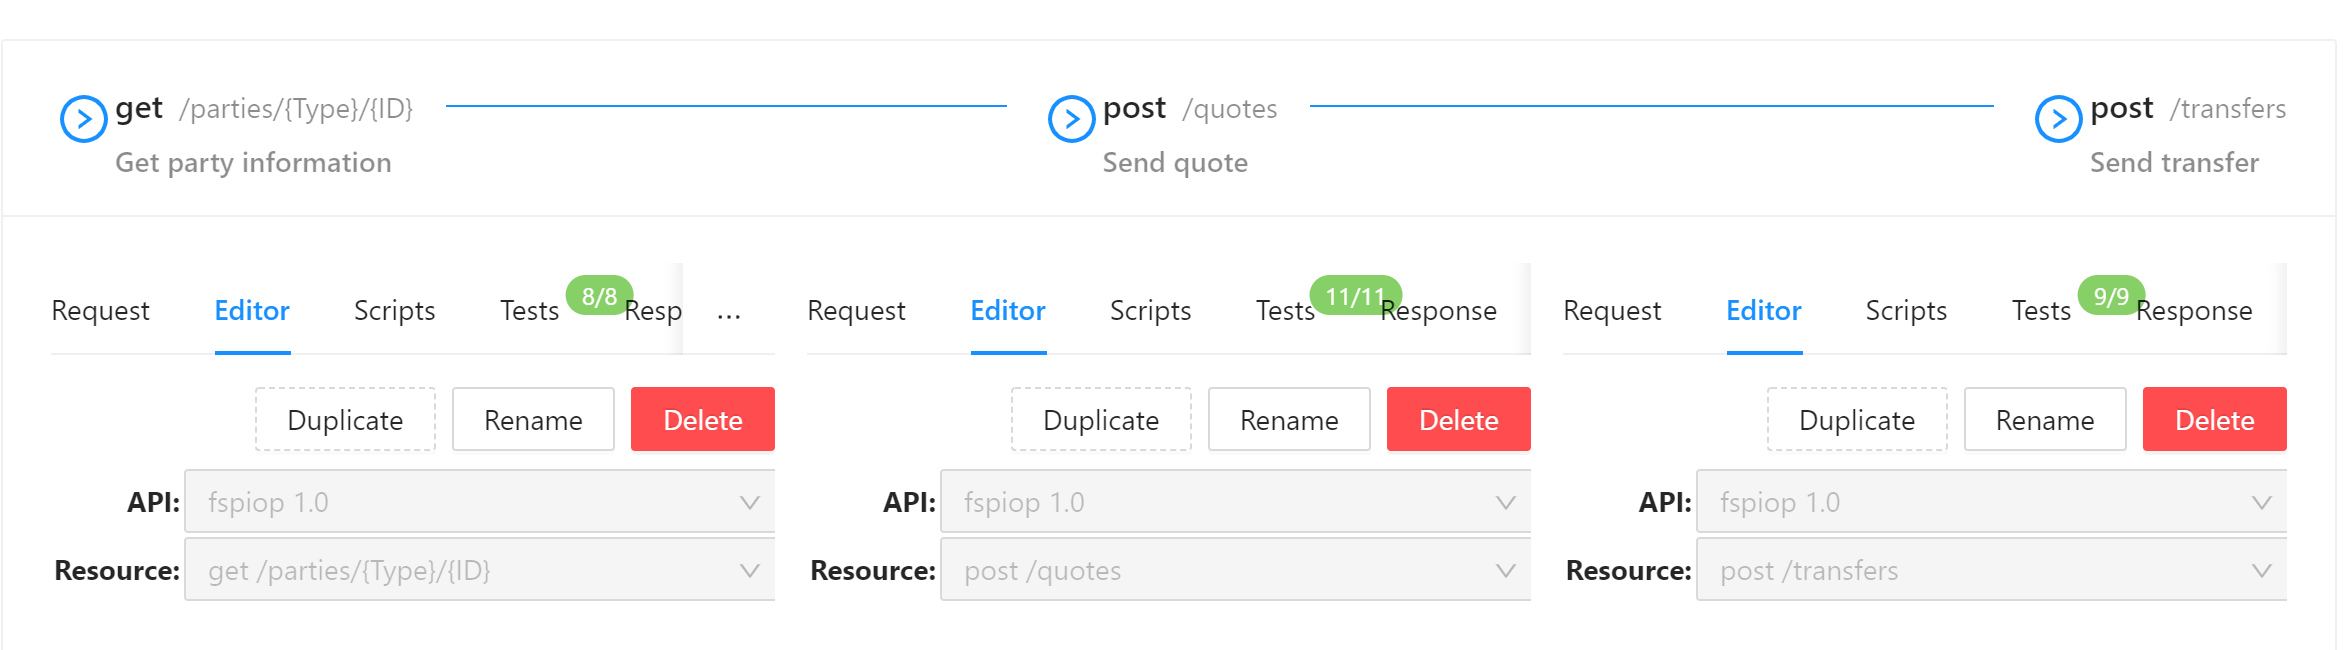 get /parties/{Type}/{ID} post /quotes post /transfers
Get party information Send quote Send transfer
Request Editor Scripts Tests 8/8 Resp ... Request Editor Scripts Tests 11/11 Response Request Editor Scripts Tests 9/9 Response
Duplicate Rename Delete Duplicate Rename Delete Duplicate Rename Delete
API: fspiop 1.0 API: fspiop 1.0 API: fspiop 1.0
Resource: get /parties/{Type}/{ID} Resource: post /quotes Resource: post /transfers